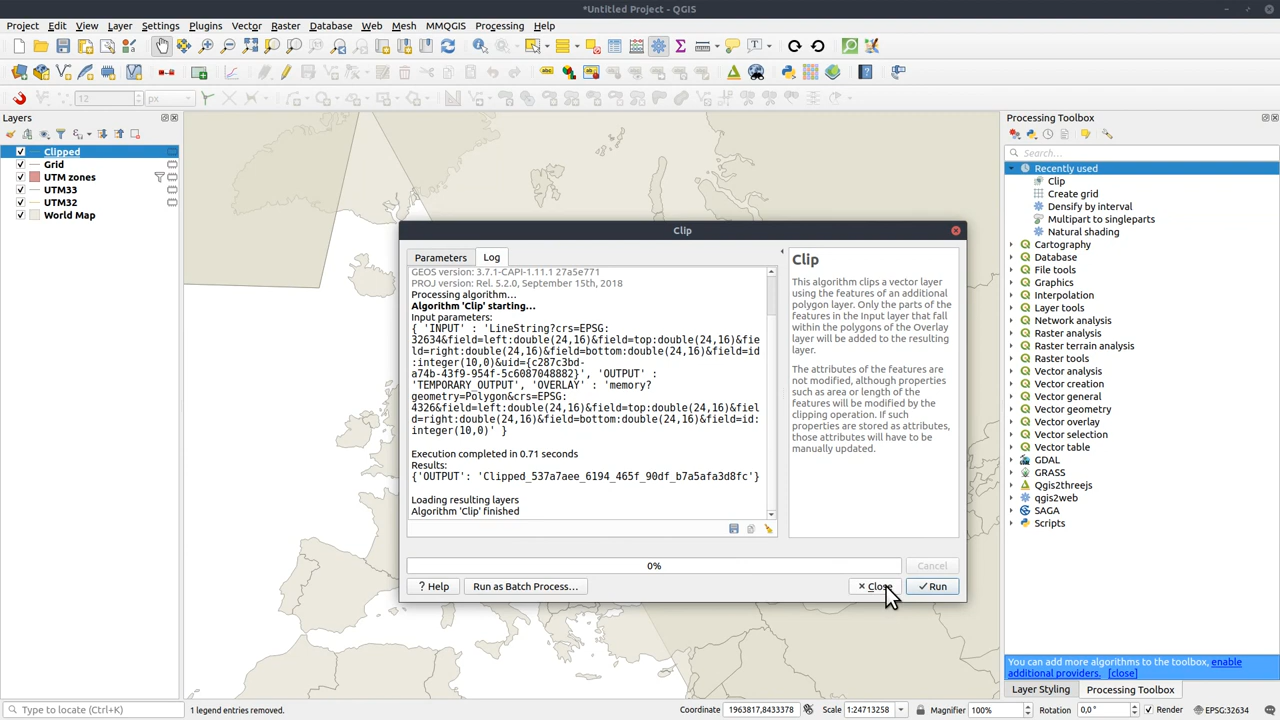 *Untitled Project - QGIS
Project Edit View Layer Settings Plugins Vector Raster Database Web Mesh MMQGIS Processing Help
12 px
Layers
Processing Toolbox
Clipped
Grid
UTM zones
UTM33
UTM32
World Map
Search...
Recently used
Clip
Create grid
Densify by interval
Multipart to singleparts
Natural shading
Cartography
Database
File tools
Graphics
Interpolation
Layer tools
Network analysis
Raster analysis
Raster terrain analysis
Raster tools
Vector analysis
Vector creation
Vector general
Vector geometry
Vector overlay
Vector selection
Vector table
GDAL
GRASS
Qgis2threejs
qgis2web
SAGA
Scripts
Clip
Parameters Log
GEOS version: 3.7.1-CAPI-1.11.1 27a5e771
PROJ version: Rel. 5.2.0, September 15th, 2018
Processing algorithm…
Algorithm 'Clip' starting…
Input parameters:
{ 'INPUT' : 'LineString?crs=EPSG:
32634&field=left:double(24,16)&field=top:double(24,16)&fie
ld=right:double(24,16)&field=bottom:double(24,16)&field=id
:integer(10,0)&uid={c287c3bd-
a74b-43f9-954f-5c6087048882}', 'OUTPUT' :
'TEMPORARY_OUTPUT', 'OVERLAY' : 'memory?
geometry=Polygon&crs=EPSG:
4326&field=left:double(24,16)&field=top:double(24,16)&fiel
d=right:double(24,16)&field=bottom:double(24,16)&field=id:
integer(10,0)' }
Execution completed in 0.71 seconds
Results:
{'OUTPUT': 'Clipped_537a7aee_6194_465f_90df_b7a5afa3d8fc'}
Loading resulting layers
Algorithm 'Clip' finished
Clip
This algorithm clips a vector layer
using the features of an additional
polygon layer. Only the parts of the
features in the Input layer that fall
within the polygons of the Overlay
layer will be added to the resulting
layer.
The attributes of the features are
not modified, although properties
such as area or length of the
features will be modified by the
clipping operation. If such
properties are stored as attributes,
those attributes will have to be
manually updated.
0% Cancel
? Help Run as Batch Process… Close Run
You can add more algorithms to the toolbox, enable
additional providers. [close]
Layer Styling Processing Toolbox
Type to locate (Ctrl+K) 1 legend entries removed. Coordinate 1963817,8433378 Scale 1:24713258 Magnifier 100% Rotation 0,0° Render EPSG:32634